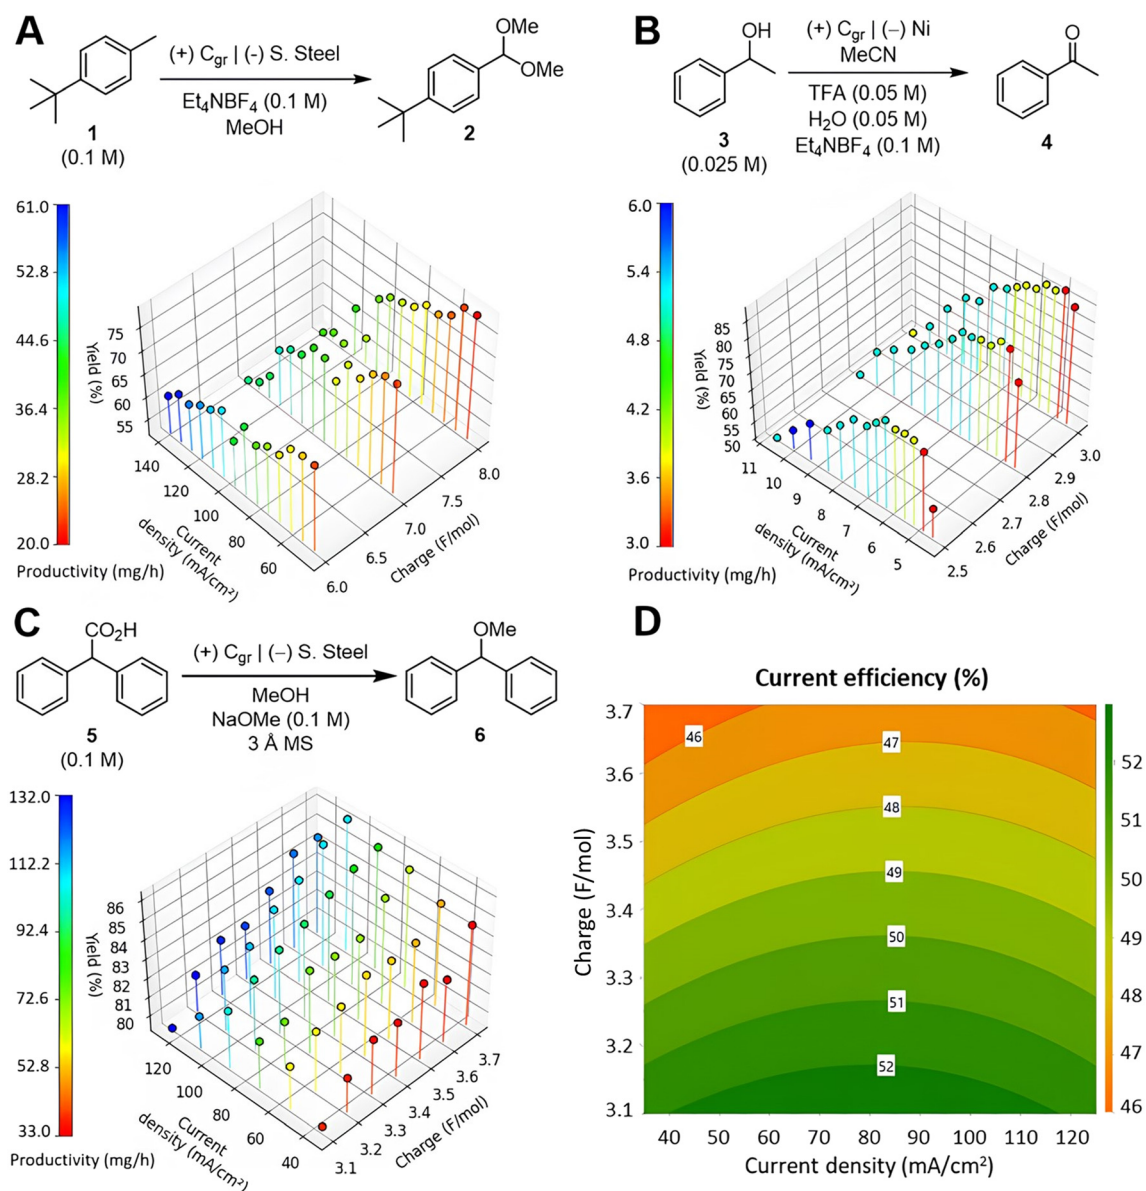 A
(+) Cgr | (-) S. Steel
Et4NBF4 (0.1 M)
MeOH
1
(0.1 M)
OMe
OMe
2
61.0
52.8
44.6
36.4
28.2
20.0
Productivity (mg/h)
75
70
65
60
55
Yield (%)
140
120
100
80
60
Current
density (mA/cm²)
6.0
6.5
7.0
7.5
8.0
Charge (F/mol)
B
OH
3
(0.025 M)
(+) Cgr | (−) Ni
MeCN
TFA (0.05 M)
H2O (0.05 M)
Et4NBF4 (0.1 M)
O
4
6.0
5.4
4.8
4.2
3.6
3.0
Productivity (mg/h)
85
80
75
70
65
60
55
50
Yield (%)
11
10
9
8
7
6
5
Current
density (mA/cm²)
2.5
2.6
2.7
2.8
2.9
3.0
Charge (F/mol)
C
CO2H
5
(0.1 M)
(+) Cgr | (−) S. Steel
MeOH
NaOMe (0.1 M)
3 Å MS
OMe
6
132.0
112.2
92.4
72.6
52.8
33.0
Productivity (mg/h)
86
85
84
83
82
81
80
Yield (%)
120
100
80
60
40
Current
density (mA/cm²)
3.1
3.2
3.3
3.4
3.5
3.6
3.7
Charge (F/mol)
D
Current efficiency (%)
3.7
3.6
3.5
3.4
3.3
3.2
3.1
Charge (F/mol)
46
47
48
49
50
51
52
40 50 60 70 80 90 100 110 120
Current density (mA/cm²)
52
51
50
49
48
47
46